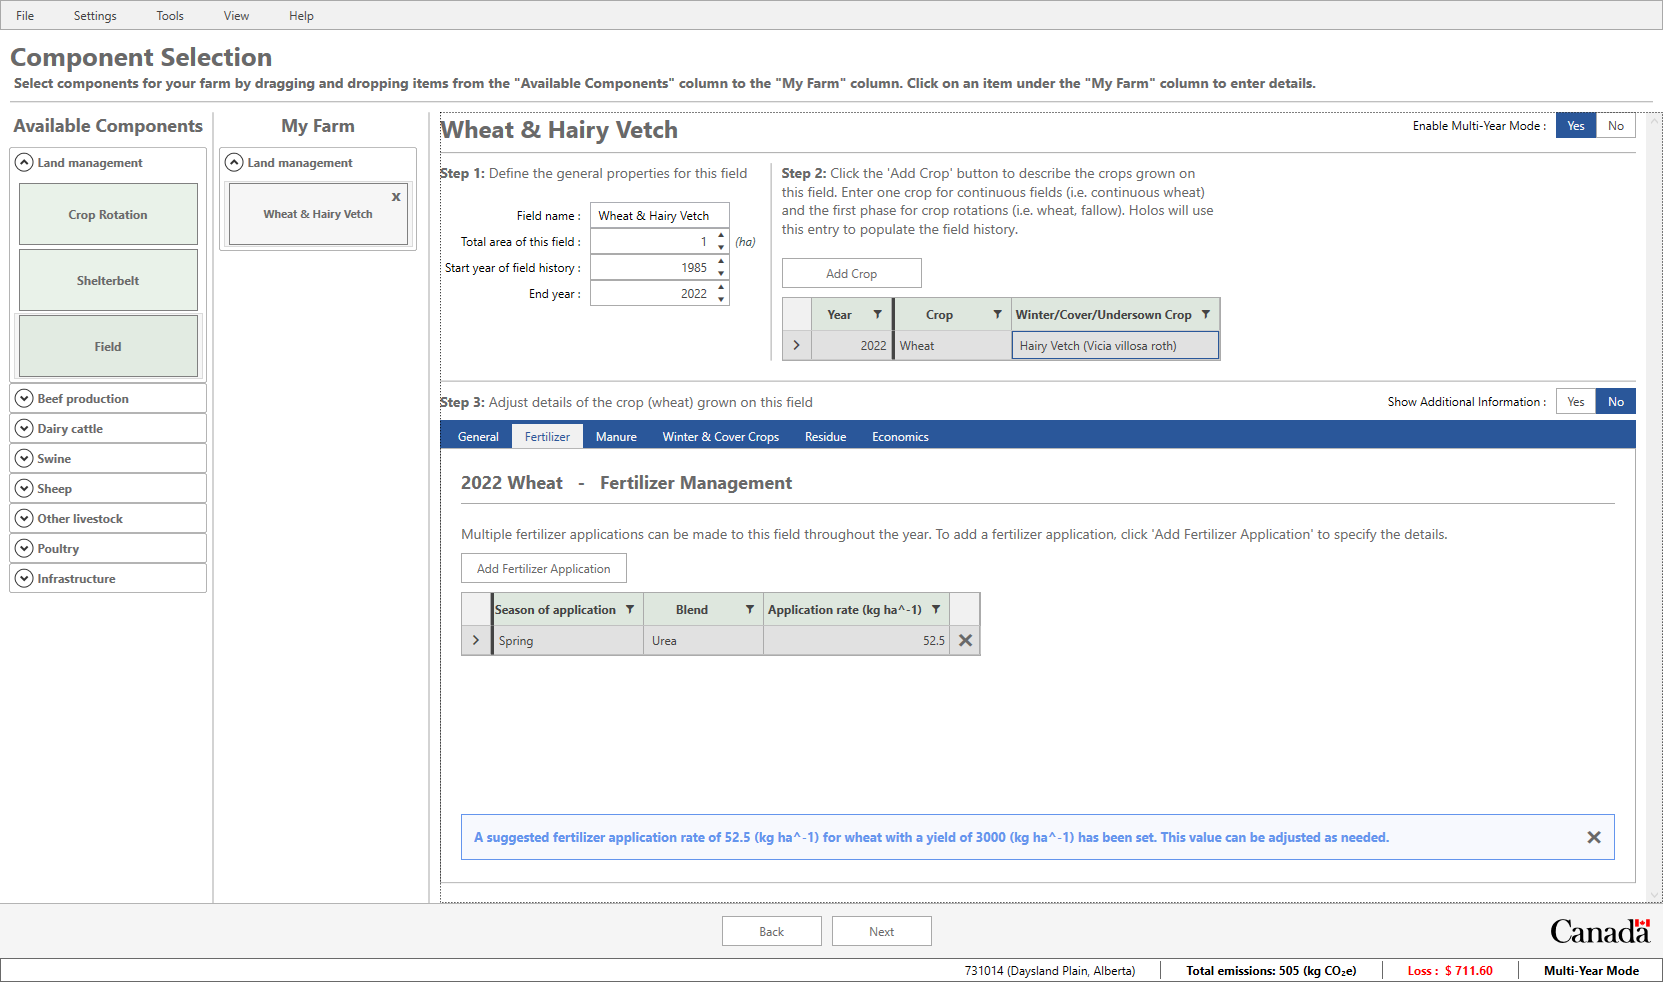 File Settings Tools View Help
Component Selection
Select components for your farm by dragging and dropping items from the "Available Components" column to the "My Farm" column. Click on an item under the "My Farm" column to enter details.
Available Components
Land management
Crop Rotation
Shelterbelt
Field
Beef production
Dairy cattle
Swine
Sheep
Other livestock
Poultry
Infrastructure
My Farm
Land management
x
Wheat & Hairy Vetch
Wheat & Hairy Vetch
Enable Multi-Year Mode : Yes No
Step 1: Define the general properties for this field
Field name : Wheat & Hairy Vetch
Total area of this field : 1 (ha)
Start year of field history : 1985
End year : 2022
Step 2: Click the 'Add Crop' button to describe the crops grown on
this field. Enter one crop for continuous fields (i.e. continuous wheat)
and the first phase for crop rotations (i.e. wheat, fallow). Holos will use
this entry to populate the field history.
Add Crop
Year Crop Winter/Cover/Undersown Crop
2022 Wheat Hairy Vetch (Vicia villosa roth)
Step 3: Adjust details of the crop (wheat) grown on this field
Show Additional Information : Yes No
General Fertilizer Manure Winter & Cover Crops Residue Economics
2022 Wheat - Fertilizer Management
Multiple fertilizer applications can be made to this field throughout the year. To add a fertilizer application, click 'Add Fertilizer Application' to specify the details.
Add Fertilizer Application
Season of application Blend Application rate (kg ha^-1)
Spring Urea 52.5
A suggested fertilizer application rate of 52.5 (kg ha^-1) for wheat with a yield of 3000 (kg ha^-1) has been set. This value can be adjusted as needed.
Back Next
Canada
731014 (Daysland Plain, Alberta) Total emissions: 505 (kg CO₂e) Loss : $ 711.60 Multi-Year Mode